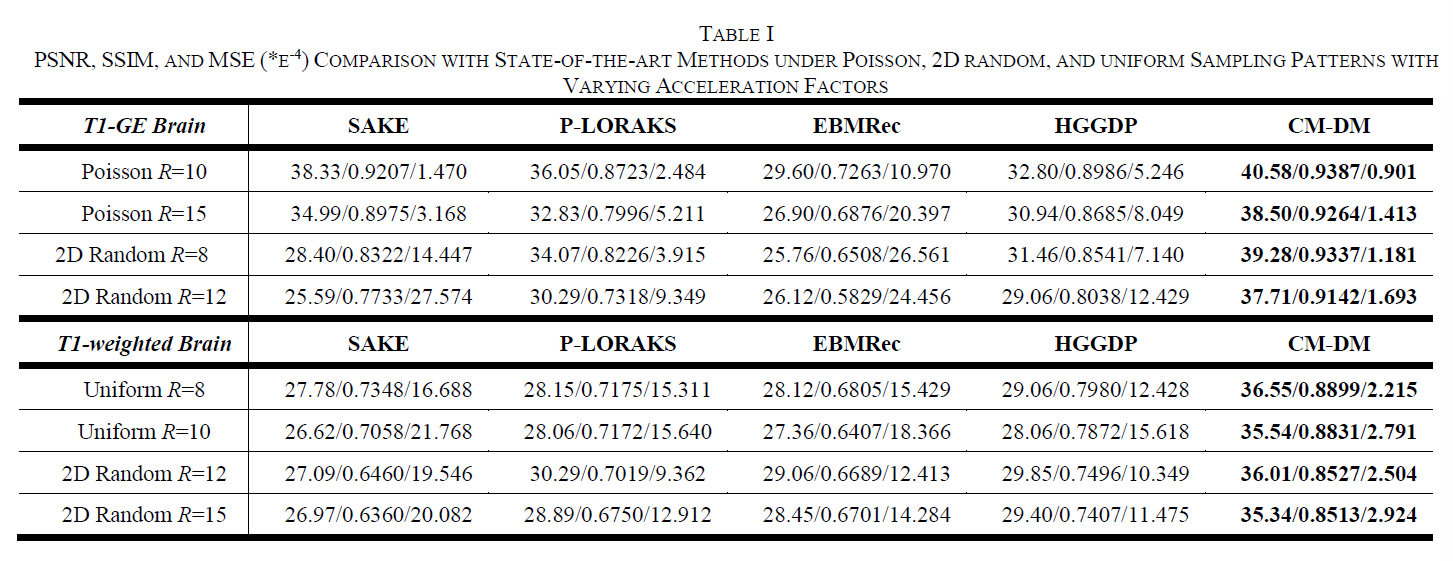 TABLE I
PSNR, SSIM, AND MSE (*E-4) COMPARISON WITH STATE-OF-THE-ART METHODS UNDER POISSON, 2D RANDOM, AND UNIFORM SAMPLING PATTERNS WITH
VARYING ACCELERATION FACTORS
T1-GE Brain SAKE P-LORAKS EBMRec HGGDP CM-DM
Poisson R=10 38.33/0.9207/1.470 36.05/0.8723/2.484 29.60/0.7263/10.970 32.80/0.8986/5.246 40.58/0.9387/0.901
Poisson R=15 34.99/0.8975/3.168 32.83/0.7996/5.211 26.90/0.6876/20.397 30.94/0.8685/8.049 38.50/0.9264/1.413
2D Random R=8 28.40/0.8322/14.447 34.07/0.8226/3.915 25.76/0.6508/26.561 31.46/0.8541/7.140 39.28/0.9337/1.181
2D Random R=12 25.59/0.7733/27.574 30.29/0.7318/9.349 26.12/0.5829/24.456 29.06/0.8038/12.429 37.71/0.9142/1.693
T1-weighted Brain SAKE P-LORAKS EBMRec HGGDP CM-DM
Uniform R=8 27.78/0.7348/16.688 28.15/0.7175/15.311 28.12/0.6805/15.429 29.06/0.7980/12.428 36.55/0.8899/2.215
Uniform R=10 26.62/0.7058/21.768 28.06/0.7172/15.640 27.36/0.6407/18.366 28.06/0.7872/15.618 35.54/0.8831/2.791
2D Random R=12 27.09/0.6460/19.546 30.29/0.7019/9.362 29.06/0.6689/12.413 29.85/0.7496/10.349 36.01/0.8527/2.504
2D Random R=15 26.97/0.6360/20.082 28.89/0.6750/12.912 28.45/0.6701/14.284 29.40/0.7407/11.475 35.34/0.8513/2.924